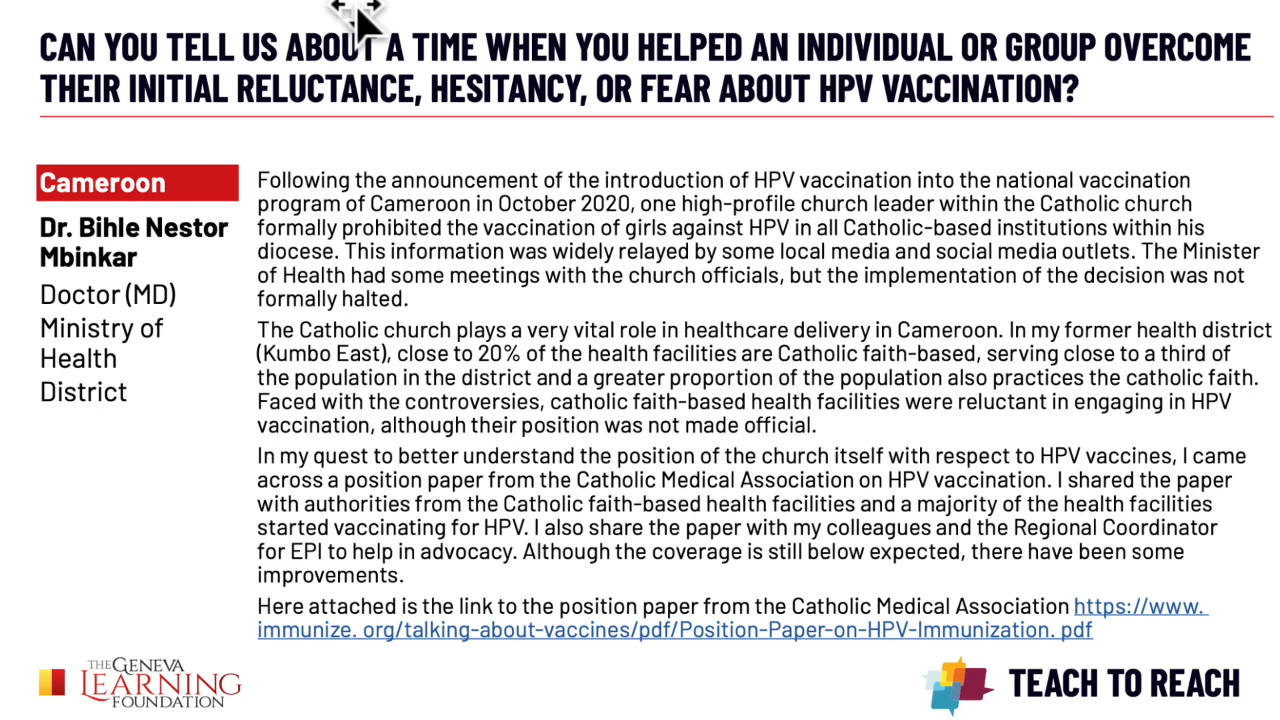 CAN YOU TELL US ABOUT A TIME WHEN YOU HELPED AN INDIVIDUAL OR GROUP OVERCOME
THEIR INITIAL RELUCTANCE, HESITANCY, OR FEAR ABOUT HPV VACCINATION?
Cameroon
Dr. Bihle Nestor
Mbinkar
Doctor (MD)
Ministry of
Health
District
Following the announcement of the introduction of HPV vaccination into the national vaccination
program of Cameroon in October 2020, one high-profile church leader within the Catholic church
formally prohibited the vaccination of girls against HPV in all Catholic-based institutions within his
diocese. This information was widely relayed by some local media and social media outlets. The Minister
of Health had some meetings with the church officials, but the implementation of the decision was not
formally halted.
The Catholic church plays a very vital role in healthcare delivery in Cameroon. In my former health district
(Kumbo East), close to 20% of the health facilities are Catholic faith-based, serving close to a third of
the population in the district and a greater proportion of the population also practices the catholic faith.
Faced with the controversies, catholic faith-based health facilities were reluctant in engaging in HPV
vaccination, although their position was not made official.
In my quest to better understand the position of the church itself with respect to HPV vaccines, I came
across a position paper from the Catholic Medical Association on HPV vaccination. I shared the paper
with authorities from the Catholic faith-based health facilities and a majority of the health facilities
started vaccinating for HPV. I also share the paper with my colleagues and the Regional Coordinator
for EPI to help in advocacy. Although the coverage is still below expected, there have been some
improvements.
Here attached is the link to the position paper from the Catholic Medical Association https://www.
immunize. org/talking-about-vaccines/pdf/Position-Paper-on-HPV-Immunization. pdf
THE GENEVA
LEARNING
FOUNDATION
TEACH TO REACH